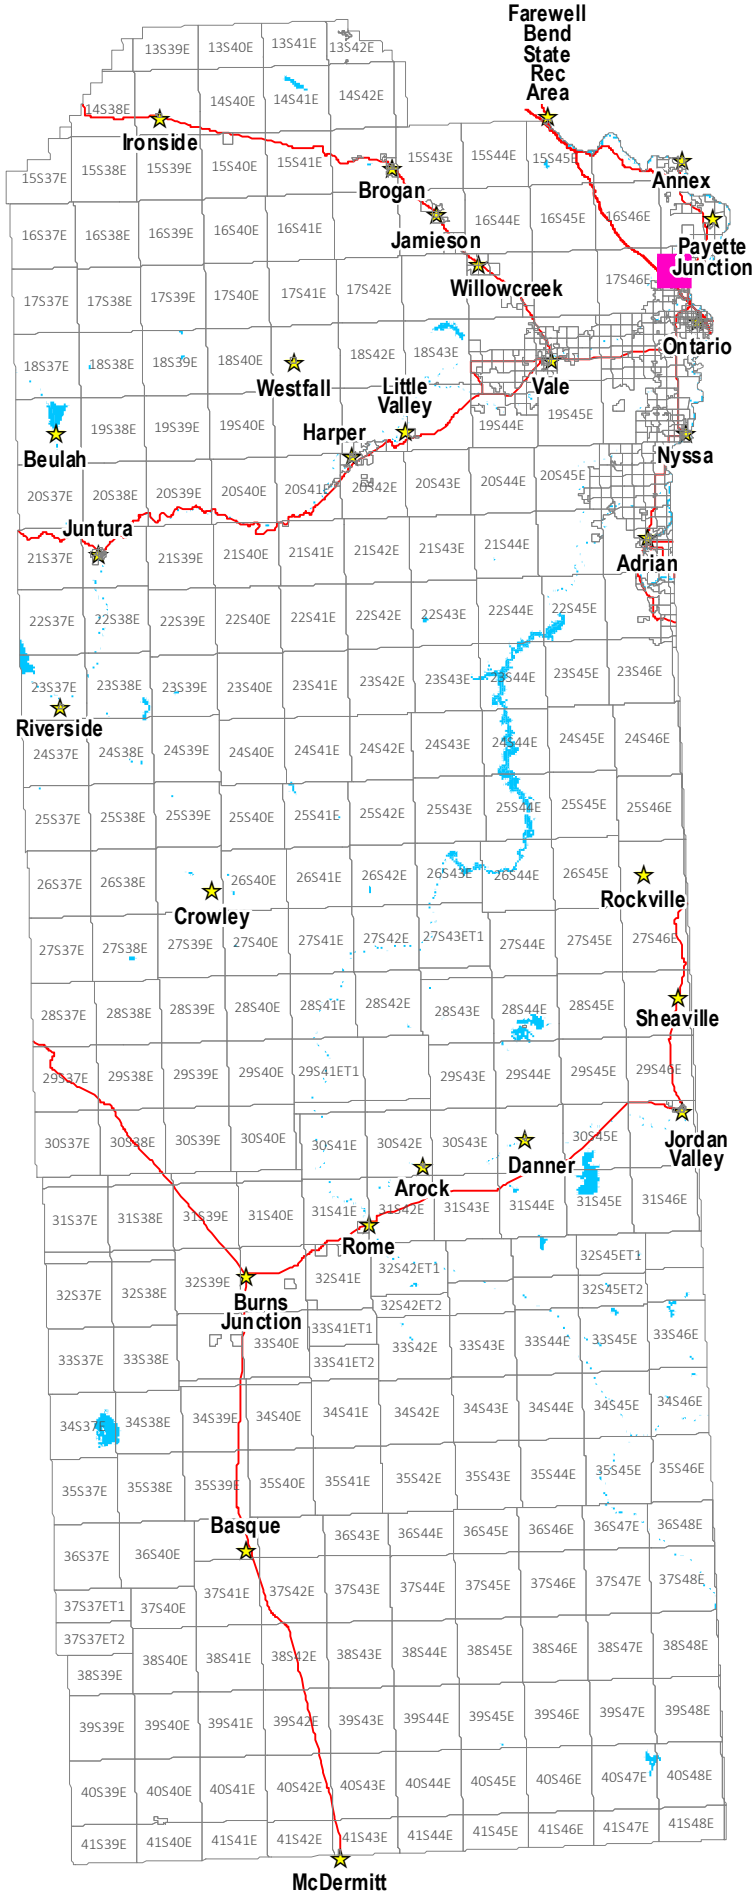 Farewell
Bend
State
Rec
Area
13S39E 13S40E 13S41E 13S42E
14S38E 14S40E 14S41E 14S42E
Ironside
15S37E 15S38E 15S39E 15S40E 15S41E 15S43E 15S44E 15S45E
Annex
Brogan
16S37E 16S38E 16S39E 16S40E 16S41E 16S44E 16S45E 16S46E
Jamieson
Payette
Junction
Willowcreek
17S37E 17S38E 17S39E 17S40E 17S41E 17S42E 17S46E
Ontario
18S37E 18S38E 18S39E 18S40E 18S42E 18S43E
Westfall
Vale
Little
Valley
19S38E 19S39E 19S40E 19S44E 19S45E
Harper
Beulah
Nyssa
20S37E 20S38E 20S39E 20S40E 20S41E 20S42E 20S43E 20S44E 20S45E
Juntura
21S37E 21S39E 21S40E 21S41E 21S42E 21S43E 21S44E
Adrian
22S37E 22S38E 22S39E 22S40E 22S41E 22S42E 22S43E 22S44E 22S45E
23S37E 23S38E 23S39E 23S40E 23S41E 23S42E 23S43E 23S44E 23S45E 23S46E
Riverside
24S37E 24S38E 24S39E 24S40E 24S41E 24S42E 24S43E 24S44E 24S45E 24S46E
25S37E 25S38E 25S39E 25S40E 25S41E 25S42E 25S43E 25S44E 25S45E 25S46E
26S37E 26S38E 26S40E 26S41E 26S42E 26S43E 26S44E 26S45E
Rockville
Crowley
27S37E 27S38E 27S39E 27S40E 27S41E 27S42E 27S43ET1 27S44E 27S45E 27S46E
28S37E 28S38E 28S39E 28S40E 28S41E 28S42E 28S43E 28S44E 28S45E
Sheaville
29S37E 29S38E 29S39E 29S40E 29S41ET1 29S43E 29S44E 29S45E 29S46E
30S37E 30S38E 30S39E 30S40E 30S41E 30S42E 30S43E 30S45E
Jordan
Valley
Danner
Arock
31S37E 31S38E 31S39E 31S40E 31S41E 31S42E 31S43E 31S44E 31S45E 31S46E
Rome
32S37E 32S38E 32S39E 32S41E 32S42ET1 32S45ET1
32S42ET2 32S45ET2
Burns
Junction
33S41ET1
33S37E 33S38E 33S40E 33S42E 33S43E 33S44E 33S45E 33S46E
33S41ET2
34S37E 34S38E 34S39E 34S40E 34S41E 34S42E 34S43E 34S44E 34S45E 34S46E
35S37E 35S38E 35S39E 35S40E 35S41E 35S42E 35S43E 35S44E 35S45E 35S46E
Basque
36S37E 36S40E 36S43E 36S44E 36S45E 36S46E 36S47E 36S48E
37S37ET1 37S40E 37S41E 37S42E 37S43E 37S44E 37S45E 37S46E 37S47E 37S48E
37S37ET2
38S39E 38S40E 38S41E 38S42E 38S43E 38S44E 38S45E 38S46E 38S47E 38S48E
39S39E 39S40E 39S41E 39S42E 39S43E 39S44E 39S45E 39S46E 39S47E 39S48E
40S39E 40S40E 40S41E 40S42E 40S43E 40S44E 40S45E 40S46E 40S47E 40S48E
41S39E 41S40E 41S41E 41S42E 41S43E 41S44E 41S45E 41S46E 41S47E 41S48E
McDermitt